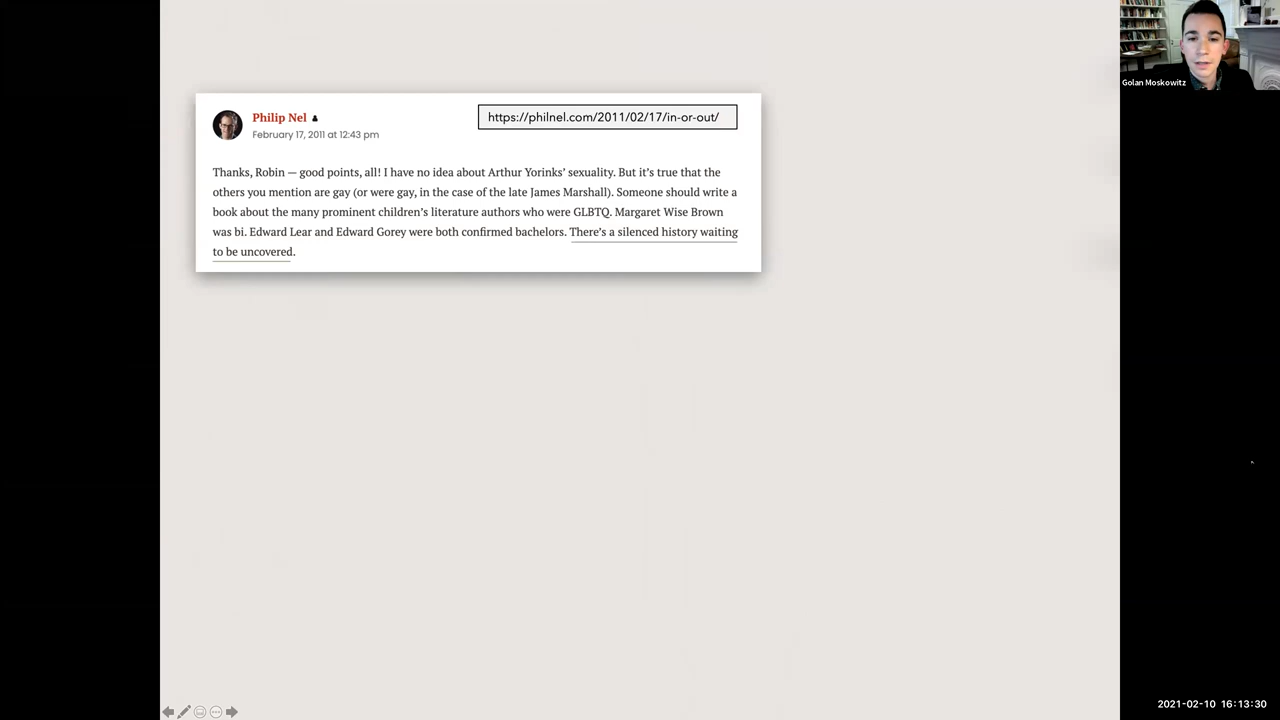 Philip Nel
https://philnel.com/2011/02/17/in-or-out/
February 17, 2011 at 12:43 pm
Thanks, Robin — good points, all! I have no idea about Arthur Yorinks’ sexuality. But it’s true that the
others you mention are gay (or were gay, in the case of the late James Marshall). Someone should write a
book about the many prominent children’s literature authors who were GLBTQ. Margaret Wise Brown
was bi. Edward Lear and Edward Gorey were both confirmed bachelors. There’s a silenced history waiting
to be uncovered.
Golan Moskowitz
2021-02-10 16:13:30